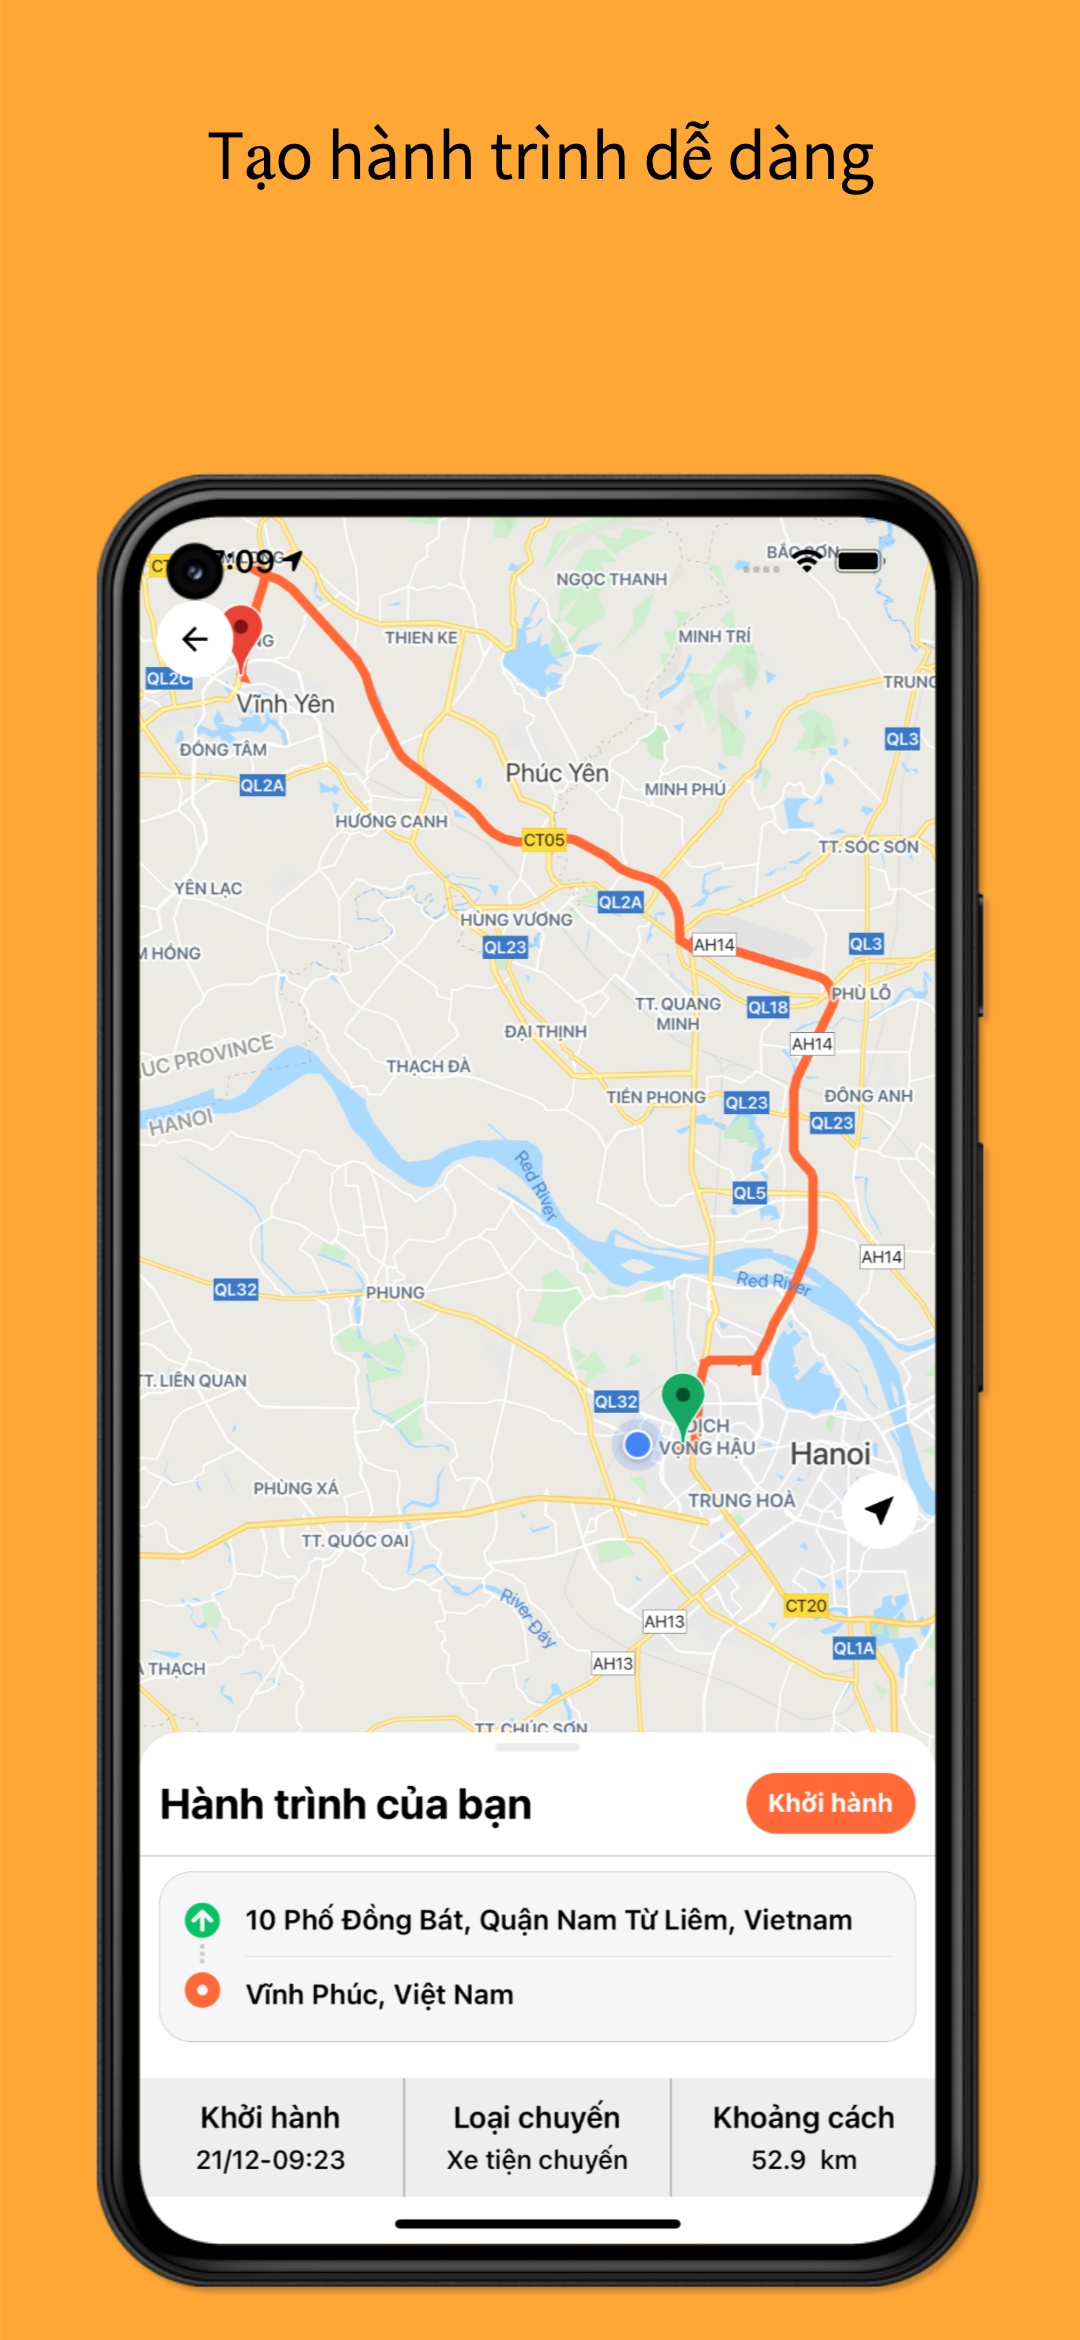 Tạo hành trình dễ dàng
:09
BẮC SƠN
NGỌC THANH
THIEN KE
MINH TRÍ
TRUNG
QL2C
Vĩnh Yên
QL3
ĐỒNG TÂM
QL2A
Phúc Yên
MINH PHÚ
HƯƠNG CANH
CT05
TT. SÓC SƠN
YÊN LẠC
QL2A
HÙNG VƯƠNG
QL23
AH14
QL3
M HỒNG
TT. QUANG
MINH
QL18
PHÙ LỖ
ĐẠI THỊNH
AH14
UC PROVINCE
HANOI
THẠCH ĐÀ
TIỀN PHONG
QL23
ĐÔNG ANH
QL23
Red River
QL5
AH14
Red River
QL32
PHUNG
TT. LIÊN QUAN
QL32
DỊCH
VỌNG HẬU
Hanoi
PHÙNG XÁ
TRUNG HOÀ
TT. QUỐC OAI
River Đáy
CT20
AH13
QL1A
AH13
THẠCH
TT. CHÚC SƠN
Hành trình của bạn
Khởi hành
10 Phố Đồng Bát, Quận Nam Từ Liêm, Vietnam
Vĩnh Phúc, Việt Nam
Khởi hành
21/12-09:23
Loại chuyến
Xe tiện chuyến
Khoảng cách
52.9 km